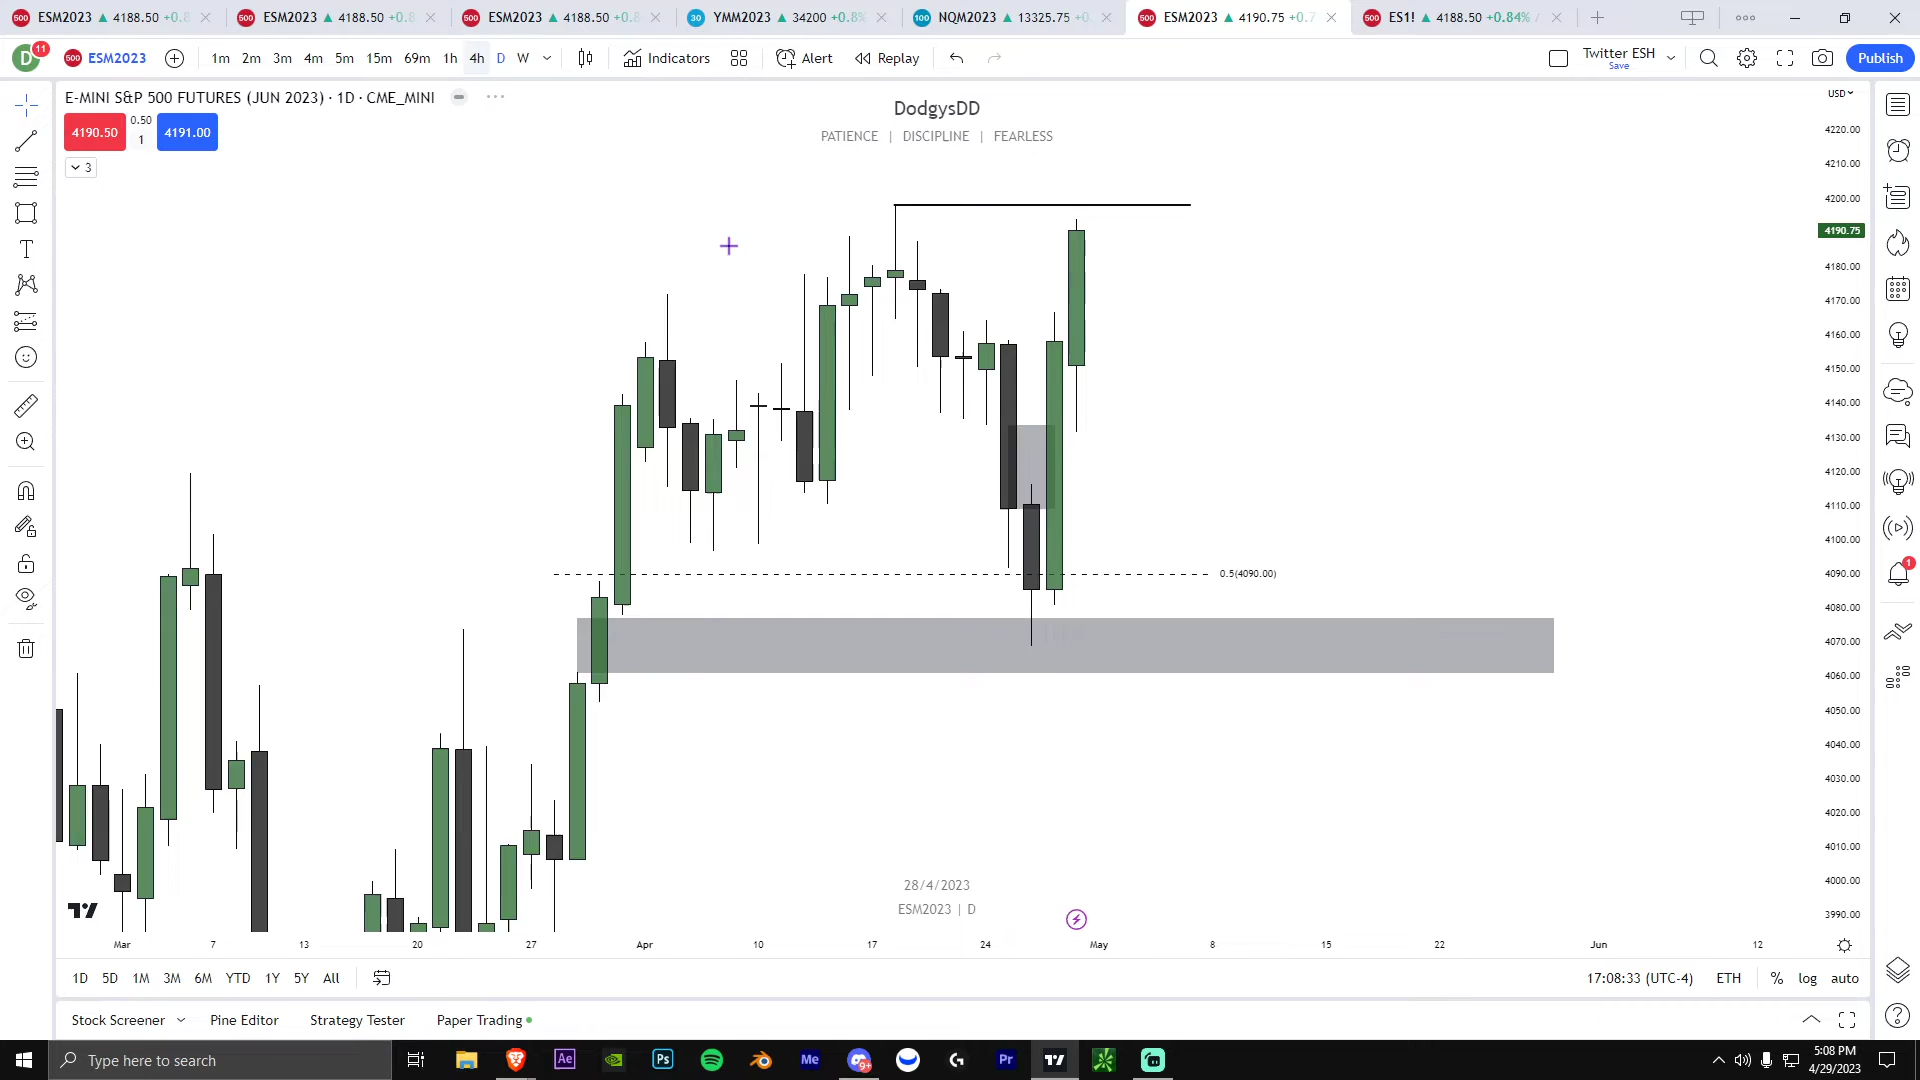 ESM2023 ▲ 4188.50 +0.8
ESM2023 ▲ 4188.50 +0.8
ESM2023 ▲ 4188.50 +0.8
YMM2023 ▲ 34200 +0.8%
NQM2023 ▲ 13325.75 +0.
ESM2023 ▲ 4190.75 +0.7
ES1! ▲ 4188.50 +0.84%
D 11 500 ESM2023 1m 2m 3m 4m 5m 15m 69m 1h 4h D W Indicators Alert Replay Twitter ESH Save Publish
E-MINI S&P 500 FUTURES (JUN 2023) · 1D · CME_MINI
4190.50 0.50 1 4191.00
3
DodgysDD
PATIENCE | DISCIPLINE | FEARLESS
USD
4220.00
4210.00
4200.00
4190.75
4180.00
4170.00
4160.00
4150.00
4140.00
4130.00
4120.00
4110.00
4100.00
4090.00
4080.00
4070.00
4060.00
4050.00
4040.00
4030.00
4020.00
4010.00
4000.00
3990.00
0.5(4090.00)
28/4/2023
ESM2023 | D
Mar 7 13 20 27 Apr 10 17 24 May 8 15 22 Jun 12
1D 5D 1M 3M 6M YTD 1Y 5Y All 17:08:33 (UTC-4) ETH % log auto
Stock Screener Pine Editor Strategy Tester Paper Trading
Type here to search
Ae Ps Me 9+ Pr
5:08 PM
4/29/2023